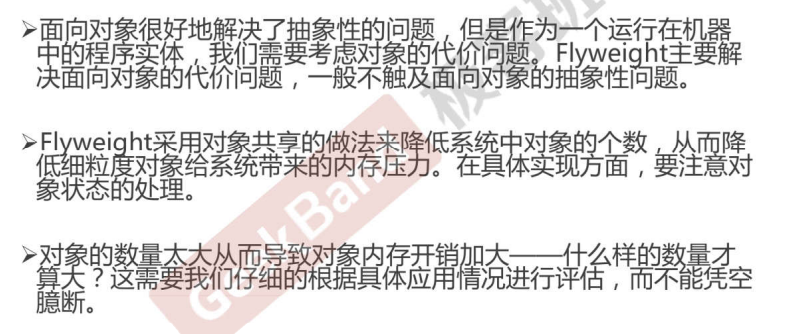 ➢面向对象很好地解决了抽象性的问题，但是作为一个运行在机器
中的程序实体，我们需要考虑对象的代价问题。Flyweight主要解
决面向对象的代价问题，一般不触及面向对象的抽象性问题。
➢Flyweight采用对象共享的做法来降低系统中对象的个数，从而降
低细粒度对象给系统带来的内存压力。在具体实现方面，要注意对
象状态的处理。
➢对象的数量太大从而导致对象内存开销加大——什么样的数量才
算大？这需要我们仔细的根据具体应用情况进行评估，而不能凭空
臆断。
GeekBand